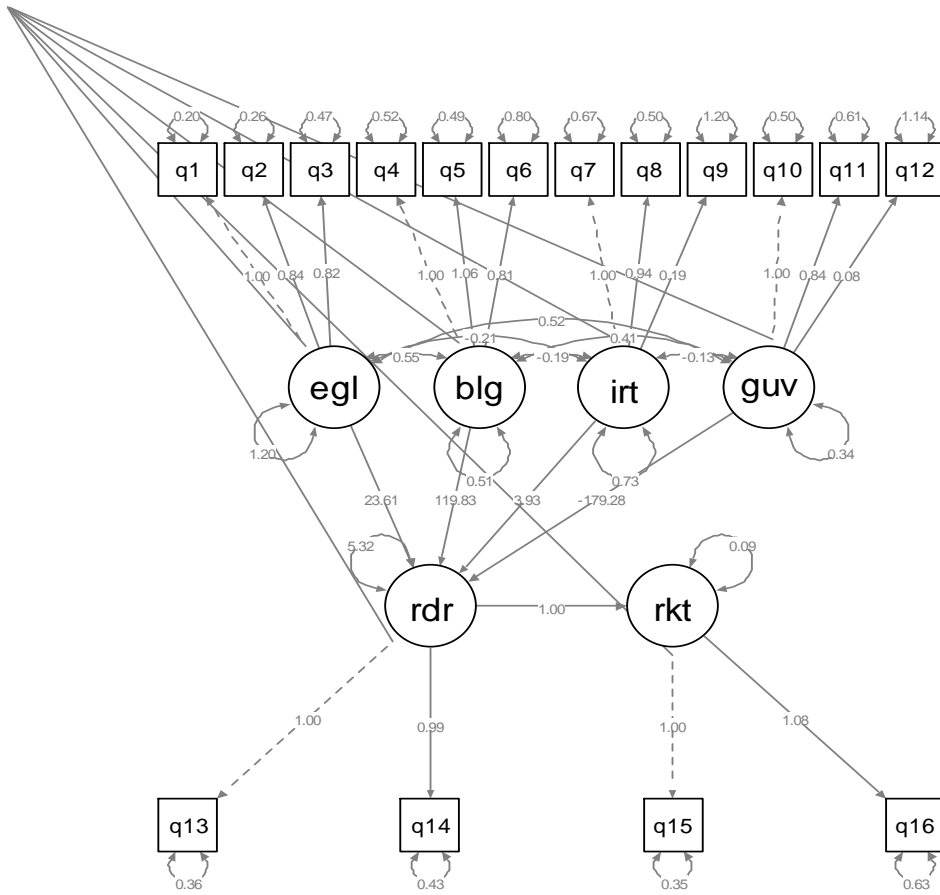 0.20 0.26 0.47 0.52 0.49 0.80 0.67 0.50 1.20 0.50 0.61 1.14
q1 q2 q3 q4 q5 q6 q7 q8 q9 q10 q11 q12
1.00 0.84 0.82 1.00 1.06 0.81 1.00 0.94 0.19 1.00 0.84 0.08
0.52
-0.21 0.41
0.55 -0.19 -0.13
egl blg irt guv
1.20 0.51 0.73 0.34
23.61 119.83 3.93 -179.28
5.32 0.09
rdr 1.00 rkt
1.00 0.99 1.00 1.08
q13 q14 q15 q16
0.36 0.43 0.35 0.63